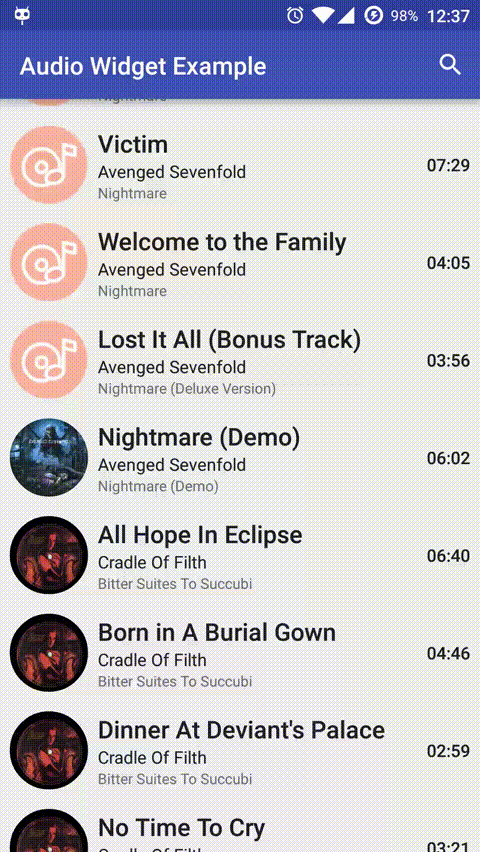 98% 12:37
Audio Widget Example
Nightmare
Victim
Avenged Sevenfold
Nightmare
07:29
Welcome to the Family
Avenged Sevenfold
Nightmare
04:05
Lost It All (Bonus Track)
Avenged Sevenfold
Nightmare (Deluxe Version)
03:56
Nightmare (Demo)
Avenged Sevenfold
Nightmare (Demo)
06:02
All Hope In Eclipse
Cradle Of Filth
Bitter Suites To Succubi
06:40
Born in A Burial Gown
Cradle Of Filth
Bitter Suites To Succubi
04:46
Dinner At Deviant's Palace
Cradle Of Filth
Bitter Suites To Succubi
02:59
No Time To Cry
Cradle Of Filth
03:21